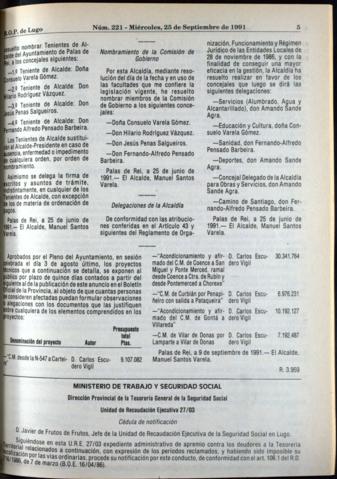 B.O.P. de Lugo
Núm. 221 - Miércoles, 25 de Septiembre de 1991
5
resuelto nombrar Tenientes de Al-
calde del Ayuntamiento de Palas de
Rei, a los concejales siguientes:
—1.º Teniente de Alcalde: Doña
Consuelo Varela Gómez.
—2.º Teniente de Alcalde: Don
Hilario Rodríguez Vázquez.
—3.º Teniente de Alcalde: Don
Jesús Penas Salgueiros.
—4.º Teniente de Alcalde: Don
Fernando-Alfredo Pensado Barbeira.
Los Tenientes de Alcalde sustitui-
rán al Alcalde-Presidente en caso de
ausencia, enfermedad e impedimento
de cualquiera orden, por orden de
nombramiento.
Asimismo se delega la firma de
escritos y asuntos de trámite,
indistintamente, en cualquier de los
Tenientes de Alcalde, con excepción
de los de materia de ordenación de
pagos.
Palas de Rei, a 25 de junio de
1991.— El Alcalde, Manuel Santos
Varela.
Nombramiento de la Comisión de
Gobierno
Por esta Alcaldía, mediante reso-
lución del día de la fecha y en uso de
las facultades que me confiere la
legislación vigente, ha resuelto
nombrar miembros de la Comisión
de Gobierno a los siguientes conce-
jales:
—Doña Consuelo Varela Gómez.
—Don Hilario Rodríguez Vázquez.
—Don Jesús Penas Salgueiros.
—Don Fernando-Alfredo Pensado
Barbeira.
Palas de Rei, a 25 de junio de
1991.— El Alcalde, Manuel Santos
Varela.
Delegaciones de la Alcaldía
De conformidad con las atribucio-
nes conferidas en el Artículo 43 y
siguientes del Reglamento de Orga-
nización, Funcionamiento y Régimen
Jurídico de las Entidades Locales de
28 de noviembre de 1986, y con la
finalidad de conseguir una mayor
eficacia en la gestión, la Alcaldía ha
resuelto realizar en favor de los
concejales que luego se dirá las
siguientes delegaciones:
—Servicios (Alumbrado, Agua y
Alcantarillado), don Amando Sande
Agra.
—Educación y Cultura, doña Con-
suelo Varela Gómez.
—Sanidad, don Fernando-Alfredo
Pensado Barbeira.
—Deportes, don Amando Sande
Agra.
—Concejal Delegado de la Alcaldía
para Obras y Servicios, don Amando
Sande Agra.
—Camino de Santiago, don Fer-
nando-Alfredo Pensado Barbeira.
Palas de Rei, a 25 de junio de
1991.— El Alcalde, Manuel Santos
Varela.
Aprobados por el Pleno del Ayuntamiento, en sesión
celebrada el día 3 de agosto último, los proyectos
técnicos que a continuación se detalla, se exponen al
público por plazo de quince días contados a partir del
siguiente al de la publicación de este anuncio en el Boletín
Oficial de la Provincia, al objeto de que cuantas personas
se consideren afectadas puedan formular observaciones
o alegaciones con los documentos que las justifiquen
sobre cualquiera de los elementos comprendidos en los
proyectos:
Presupuesto
total
Denominación del proyecto
Autor
Ptas.
—"C.M. desde la N-547 a Cartei-
D. Carlos Escu-
dero Vigil
9.107.082
—"Acondicionamiento y afir-
mado del C.M. de Coence a San
Miguel y Ponte Merced, ramal
desde Coence a Ctra. de Rubín y
desde Pontemerced a Chorexe"
D. Carlos Escu-
dero Vigil
30.341.764
—"C.M. de Curbián por Penapi-
ñeiro con salida a Pataqueira"
D. Carlos Escu-
dero Vigil
6.976.231
—"Acondicionamiento y afir-
mado del C.M. de Gontá a
Villareda"
D. Carlos Escu-
dero Vigil
10.192.127
—C.M. de Vilar de Donas por
Lamparte a Vilar de Donas
D. Carlos Escu-
dero Vigil
7.192.487
Palas de Rei, a 9 de septiembre de 1991.— El Alcalde,
Manuel Santos Varela.
R. 3.959
MINISTERIO DE TRABAJO Y SEGURIDAD SOCIAL
Dirección Provincial de la Tesorería General de la Seguridad Social
Unidad de Recaudación Ejecutiva 27/03
Cédula de notificación
D. Javier de Frutos de Frutos, Jefe de la Unidad de Recaudación Ejecutiva de la Seguridad Social en Lugo.
Siguiéndose en esta U.R.E. 27/03 expediente administrativo de apremio contra los deudores a la Tesorería
Territorial relacionados a continuación, con expresión de los períodos reclamados, y habiendo sido imposible su
localización por las vías ordinarias, procede su notificación por este conducto, de conformidad con el art. 106.1 del R.D.
716/1986, de 7 de marzo (B.O.E. 16/04/86).